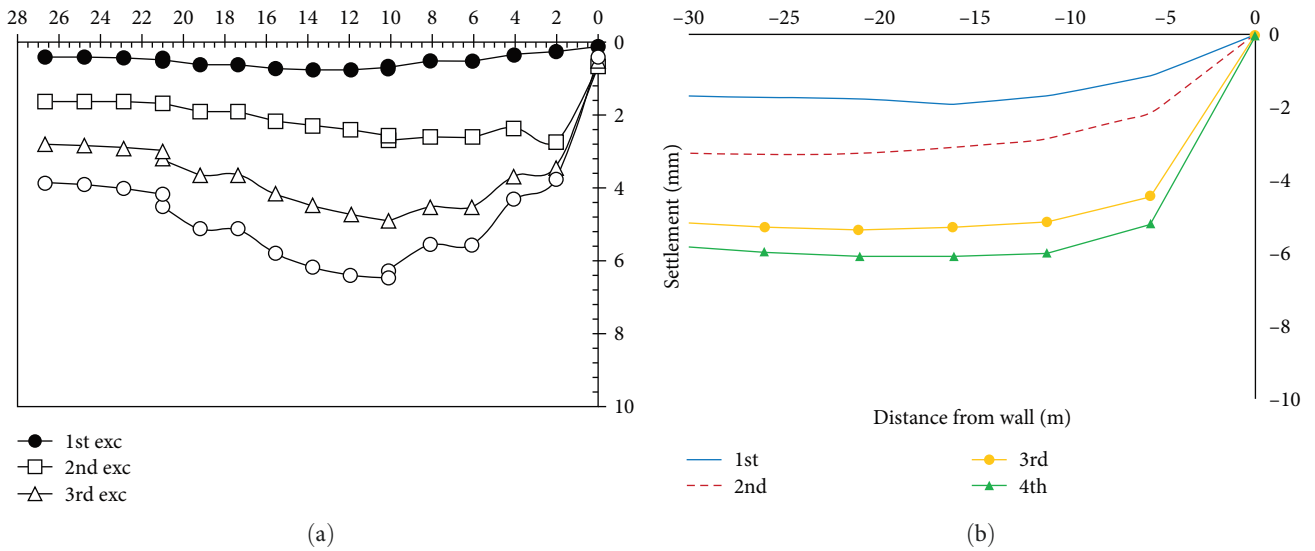 28 26 24 22 20 18 16 14 12 10 8 6 4 2 0
0
2
4
6
8
10
1st exc
2nd exc
3rd exc
(a)
−30 −25 −20 −15 −10 −5 0
0
−2
−4
−6
−8
−10
Settlement (mm)
Distance from wall (m)
1st
2nd
3rd
4th
(b)